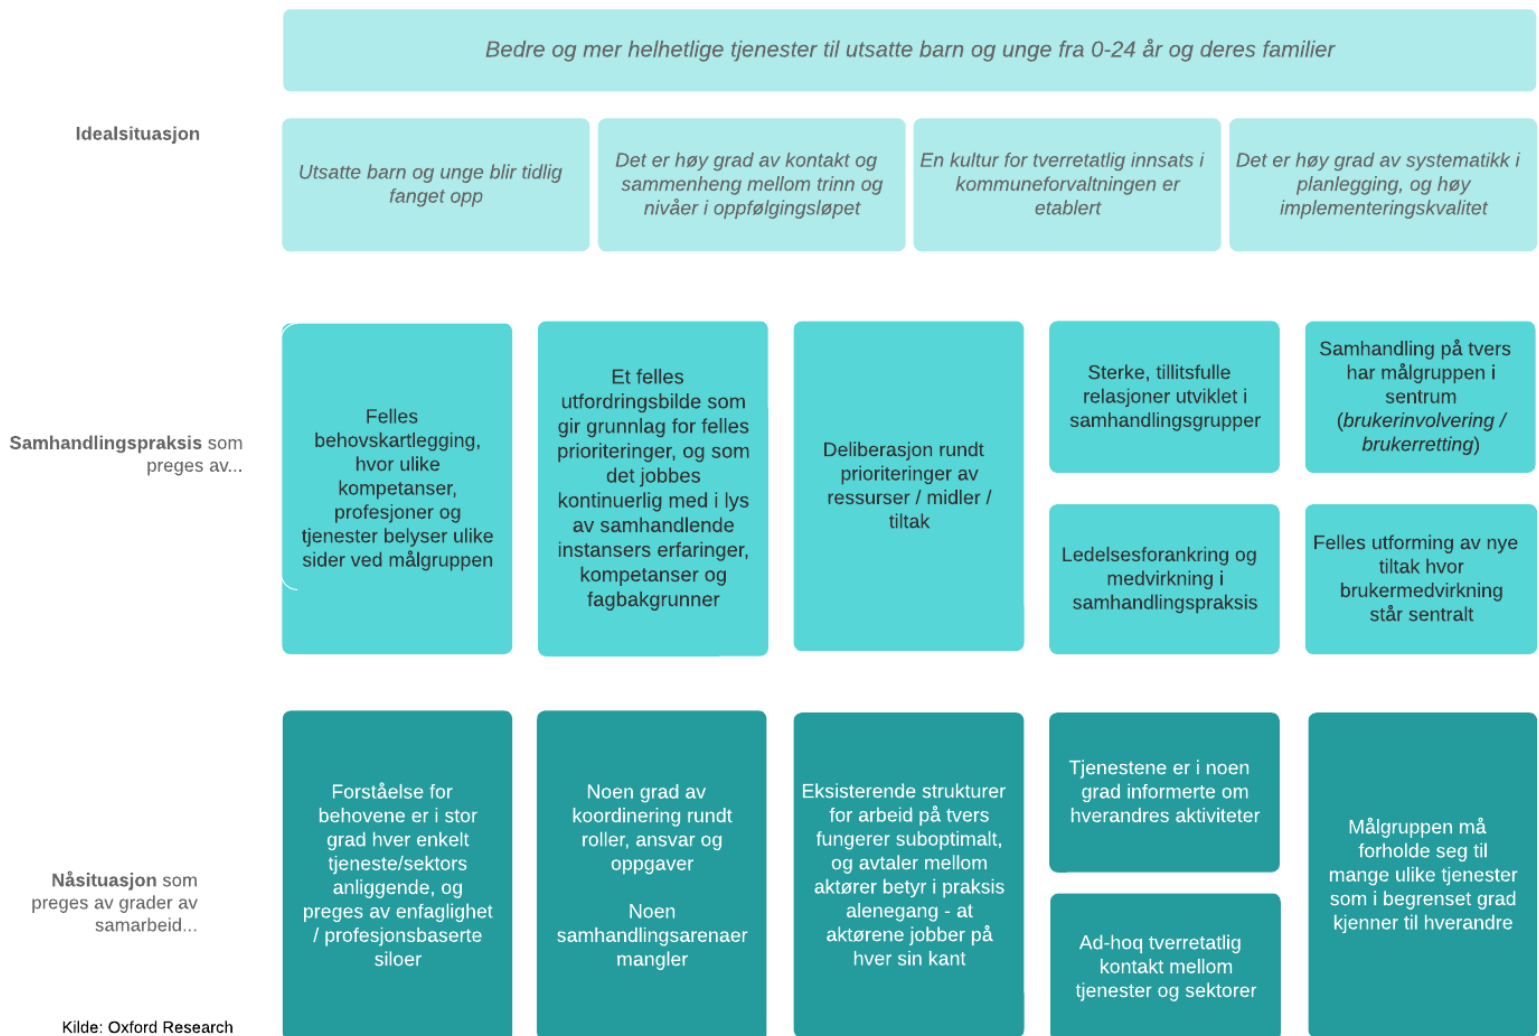 Bedre og mer helhetlige tjenester til utsatte barn og unge fra 0-24 år og deres familier
Idealsituasjon
Utsatte barn og unge blir tidlig
fanget opp
Det er høy grad av kontakt og
sammenheng mellom trinn og
nivåer i oppfølgingsløpet
En kultur for tverretatlig innsats i
kommuneforvaltningen er
etablert
Det er høy grad av systematikk i
planlegging, og høy
implementeringskvalitet
Samhandlingspraksis som
preges av...
Felles
behovskartlegging,
hvor ulike
kompetanser,
profesjoner og
tjenester belyser ulike
sider ved målgruppen
Et felles
utfordringsbilde som
gir grunnlag for felles
prioriteringer, og som
det jobbes
kontinuerlig med i lys
av samhandlende
instansers erfaringer,
kompetanser og
fagbakgrunner
Deliberasjon rundt
prioriteringer av
ressurser / midler /
tiltak
Sterke, tillitsfulle
relasjoner utviklet i
samhandlingsgrupper
Ledelsesforankring og
medvirkning i
samhandlingspraksis
Samhandling på tvers
har målgruppen i
sentrum
(brukerinvolvering /
brukerretting)
Felles utforming av nye
tiltak hvor
brukermedvirkning
står sentralt
Nåsituasjon som
preges av grader av
samarbeid...
Forståelse for
behovene er i stor
grad hver enkelt
tjeneste/sektors
anliggende, og
preges av enfaglighet
/ profesjonsbaserte
siloer
Noen grad av
koordinering rundt
roller, ansvar og
oppgaver
Noen
samhandlingsarenaer
mangler
Eksisterende strukturer
for arbeid på tvers
fungerer suboptimalt,
og avtaler mellom
aktører betyr i praksis
alenegang - at
aktørene jobber på
hver sin kant
Tjenestene er i noen
grad informerte om
hverandres aktiviteter
Ad-hoq tverretatlig
kontakt mellom
tjenester og sektorer
Målgruppen må
forholde seg til
mange ulike tjenester
som i begrenset grad
kjenner til hverandre
Kilde: Oxford Research